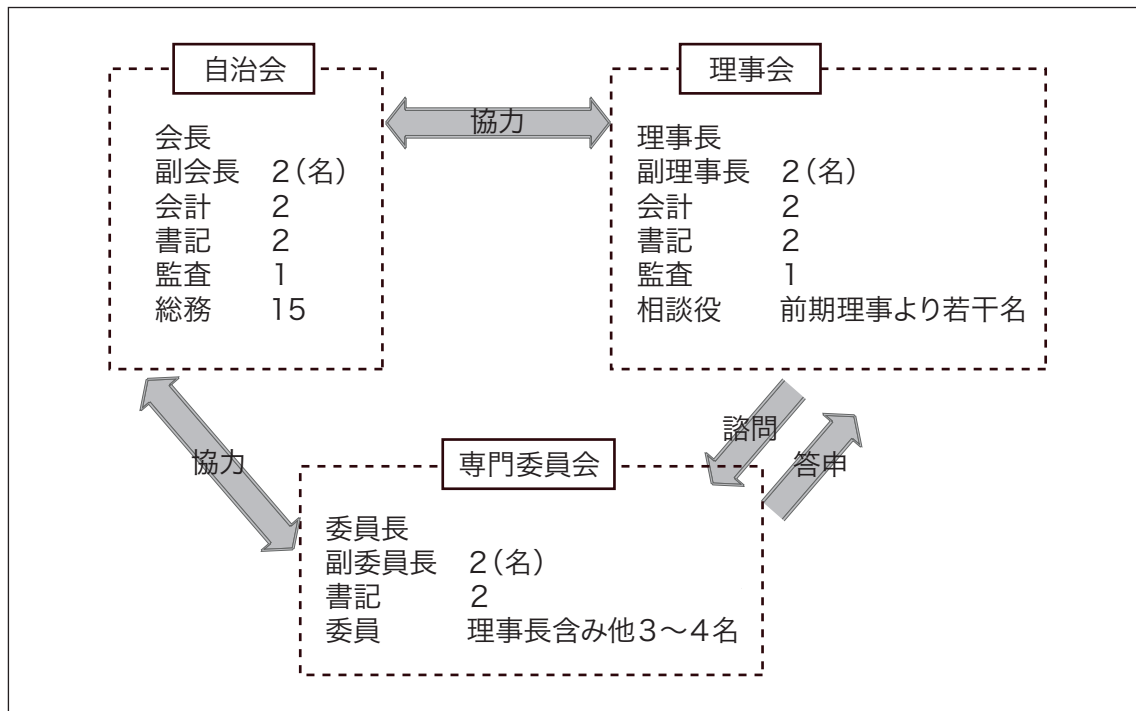 自治会
会長
副会長 2(名)
会計 2
書記 2
監査 1
総務 15
協力
理事会
理事長
副理事長 2(名)
会計 2
書記 2
監査 1
相談役 前期理事より若干名
協力
諮問
答申
専門委員会
委員長
副委員長 2(名)
書記 2
委員 理事長含み他3〜4名